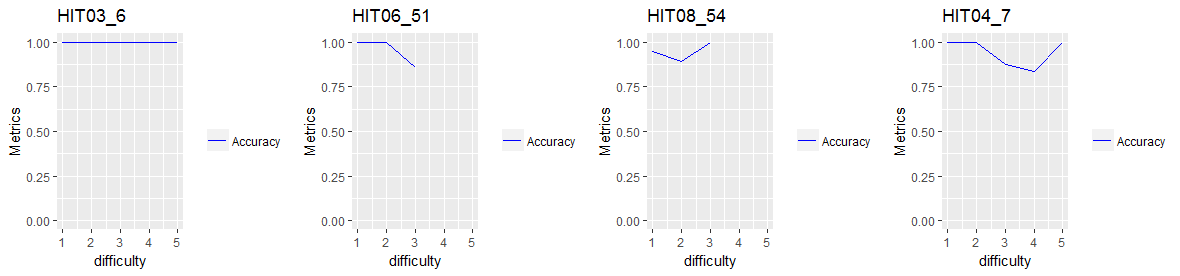 HIT03_6
1.00
0.75
0.50
0.25
0.00
Metrics
1 2 3 4 5
difficulty
Accuracy
HIT06_51
1.00
0.75
0.50
0.25
0.00
Metrics
1 2 3 4 5
difficulty
Accuracy
HIT08_54
1.00
0.75
0.50
0.25
0.00
Metrics
1 2 3 4 5
difficulty
Accuracy
HIT04_7
1.00
0.75
0.50
0.25
0.00
Metrics
1 2 3 4 5
difficulty
Accuracy